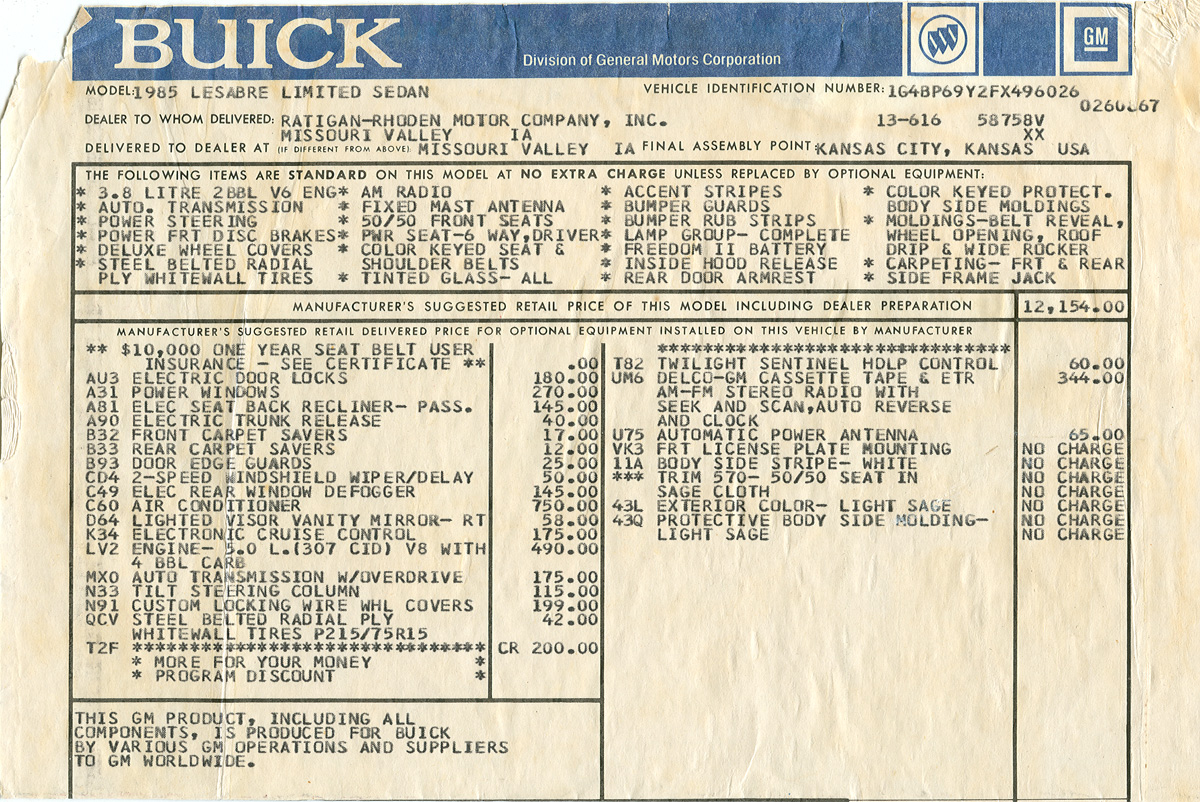 BUICK
Division of General Motors Corporation
GM
MODEL: 1985 LESABRE LIMITED SEDAN VEHICLE IDENTIFICATION NUMBER: 1G4BP69Y2FX496026
DEALER TO WHOM DELIVERED: RATIGAN-RHODEN MOTOR COMPANY, INC. 13-616 58758V
MISSOURI VALLEY IA XX
DELIVERED TO DEALER AT (IF DIFFERENT FROM ABOVE) MISSOURI VALLEY IA FINAL ASSEMBLY POINT: KANSAS CITY, KANSAS USA
THE FOLLOWING ITEMS ARE STANDARD ON THIS MODEL AT NO EXTRA CHARGE UNLESS REPLACED BY OPTIONAL EQUIPMENT:
* 3.8 LITRE 2BBL V6 ENG
* AUTO. TRANSMISSION
* POWER STEERING
* POWER FRT DISC BRAKES
* DELUXE WHEEL COVERS
* STEEL BELTED RADIAL
PLY WHITEWALL TIRES
* AM RADIO
* FIXED MAST ANTENNA
* 50/50 FRONT SEATS
* PWR SEAT-6 WAY,DRIVER
* COLOR KEYED SEAT &
SHOULDER BELTS
* TINTED GLASS- ALL
* ACCENT STRIPES
* BUMPER GUARDS
* BUMPER RUB STRIPS
* LAMP GROUP- COMPLETE
* FREEDOM II BATTERY
* INSIDE HOOD RELEASE
* REAR DOOR ARMREST
* COLOR KEYED PROTECT.
BODY SIDE MOLDINGS
* MOLDINGS-BELT REVEAL,
WHEEL OPENING, ROOF
DRIP & WIDE ROCKER
* CARPETING- FRT & REAR
* SIDE FRAME JACK
MANUFACTURER'S SUGGESTED RETAIL PRICE OF THIS MODEL INCLUDING DEALER PREPARATION 12,154.00
MANUFACTURER'S SUGGESTED RETAIL DELIVERED PRICE FOR OPTIONAL EQUIPMENT INSTALLED ON THIS VEHICLE BY MANUFACTURER
** $10,000 ONE YEAR SEAT BELT USER
INSURANCE - SEE CERTIFICATE ** .00
AU3 ELECTRIC DOOR LOCKS 180.00
A31 POWER WINDOWS 270.00
A81 ELEC SEAT BACK RECLINER- PASS. 145.00
A90 ELECTRIC TRUNK RELEASE 40.00
B32 FRONT CARPET SAVERS 17.00
B33 REAR CARPET SAVERS 12.00
B93 DOOR EDGE GUARDS 25.00
CD4 2-SPEED WINDSHIELD WIPER/DELAY 50.00
C49 ELEC REAR WINDOW DEFOGGER 145.00
C60 AIR CONDITIONER 750.00
D64 LIGHTED VISOR VANITY MIRROR- RT 58.00
K34 ELECTRONIC CRUISE CONTROL 175.00
LV2 ENGINE- 5.0 L.(307 CID) V8 WITH 490.00
4 BBL CARB
MX0 AUTO TRANSMISSION W/OVERDRIVE 175.00
N33 TILT STEERING COLUMN 115.00
N91 CUSTOM LOCKING WIRE WHL COVERS 199.00
QCV STEEL BELTED RADIAL PLY 42.00
WHITEWALL TIRES P215/75R15
T2F ******************************* CR 200.00
* MORE FOR YOUR MONEY *
* PROGRAM DISCOUNT *
*******************************
T82 TWILIGHT SENTINEL HDLP CONTROL 60.00
UM6 DELCO-GM CASSETTE TAPE & ETR 344.00
AM-FM STEREO RADIO WITH
SEEK AND SCAN,AUTO REVERSE
AND CLOCK
U75 AUTOMATIC POWER ANTENNA 65.00
VK3 FRT LICENSE PLATE MOUNTING NO CHARGE
11A BODY SIDE STRIPE- WHITE NO CHARGE
*** TRIM 570- 50/50 SEAT IN NO CHARGE
SAGE CLOTH NO CHARGE
43L EXTERIOR COLOR- LIGHT SAGE NO CHARGE
43Q PROTECTIVE BODY SIDE MOLDING- NO CHARGE
LIGHT SAGE NO CHARGE
THIS GM PRODUCT, INCLUDING ALL
COMPONENTS, IS PRODUCED FOR BUICK
BY VARIOUS GM OPERATIONS AND SUPPLIERS
TO GM WORLDWIDE.